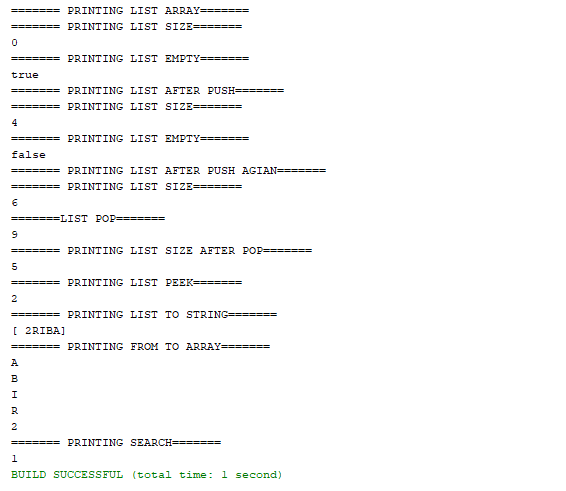 ======= PRINTING LIST ARRAY=======
======= PRINTING LIST SIZE=======
0
======= PRINTING LIST EMPTY=======
true
======= PRINTING LIST AFTER PUSH=======
======= PRINTING LIST SIZE=======
4
======= PRINTING LIST EMPTY=======
false
======= PRINTING LIST AFTER PUSH AGIAN=======
======= PRINTING LIST SIZE=======
6
=======LIST POP=======
9
======= PRINTING LIST SIZE AFTER POP=======
5
======= PRINTING LIST PEEK=======
2
======= PRINTING LIST TO STRING=======
[ 2RIBA]
======= PRINTING FROM TO ARRAY=======
A
B
I
R
2
======= PRINTING SEARCH=======
1
BUILD SUCCESSFUL (total time: 1 second)